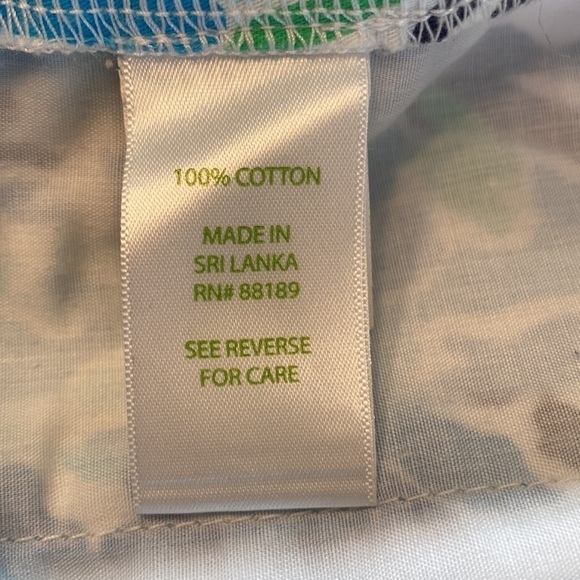 100% COTTON
MADE IN
SRI LANKA
RN# 88189
SEE REVERSE
FOR CARE